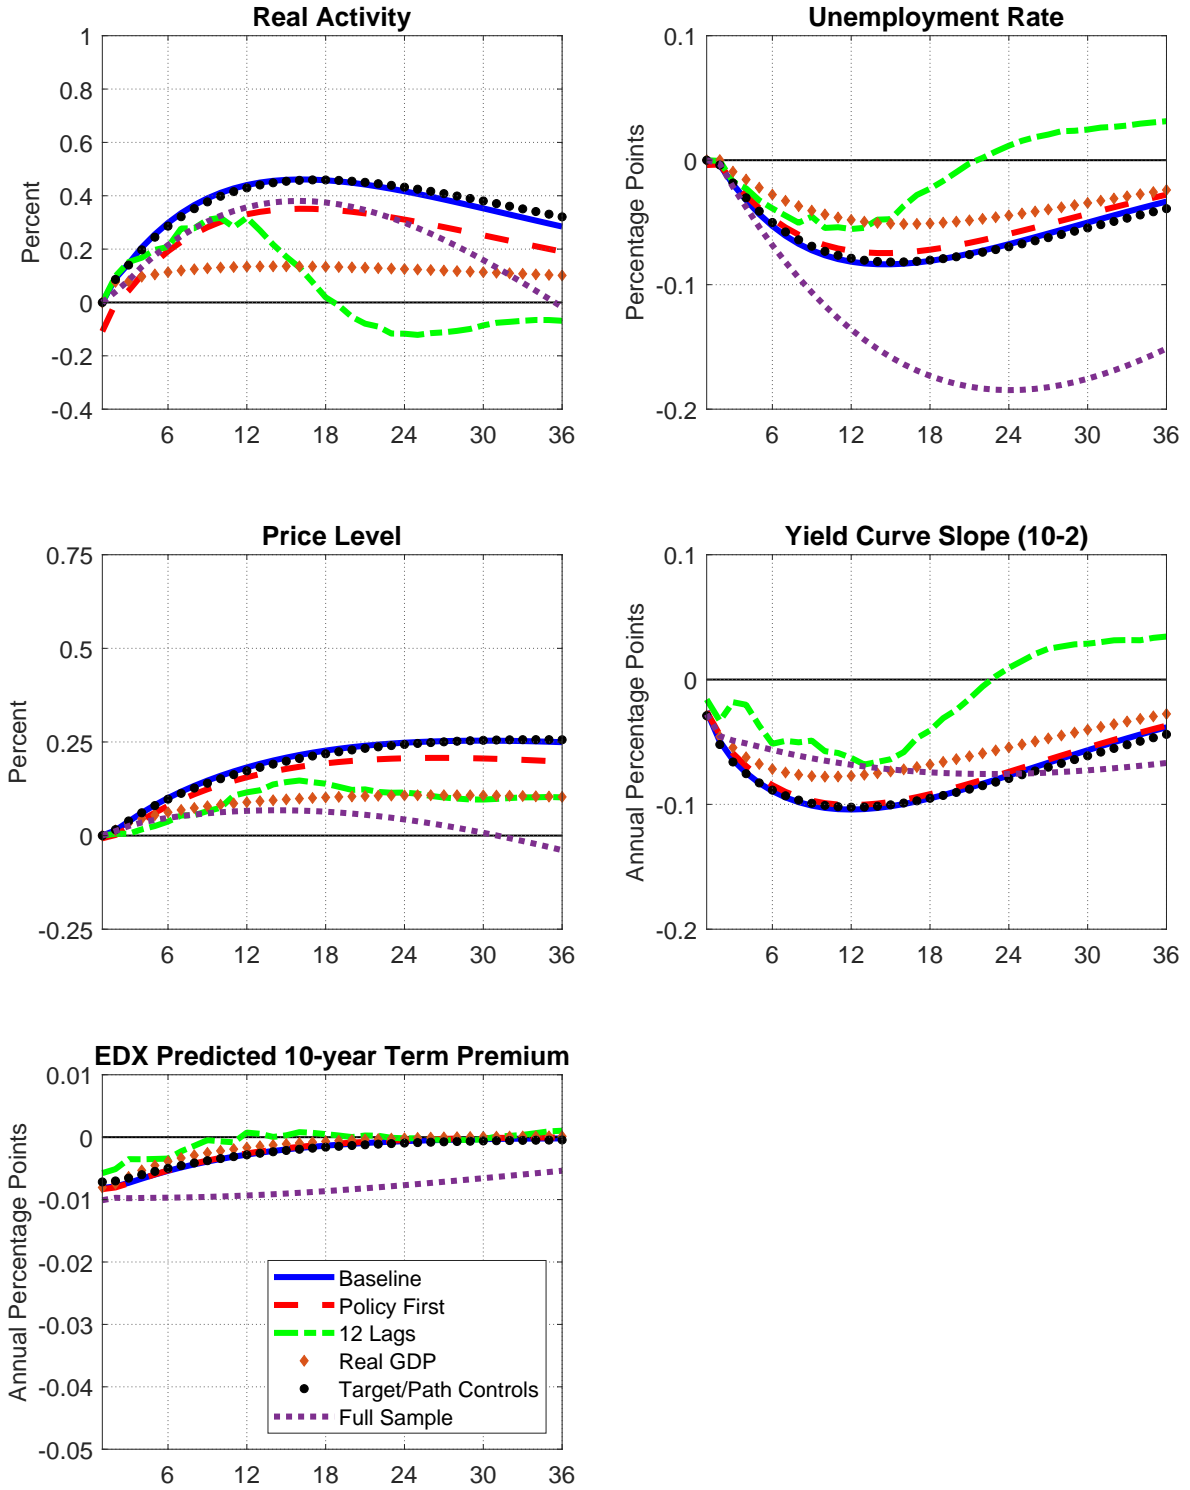 Real Activity
1
0.8
0.6
0.4
0.2
0
-0.2
-0.4
Percent
6 12 18 24 30 36
Unemployment Rate
0.1
0
-0.1
-0.2
Percentage Points
6 12 18 24 30 36
Price Level
0.75
0.5
0.25
0
-0.25
Percent
6 12 18 24 30 36
Yield Curve Slope (10-2)
0.1
0
-0.1
-0.2
Annual Percentage Points
6 12 18 24 30 36
EDX Predicted 10-year Term Premium
0.01
0
-0.01
-0.02
-0.03
-0.04
-0.05
Annual Percentage Points
Baseline
Policy First
12 Lags
Real GDP
Target/Path Controls
Full Sample
6 12 18 24 30 36